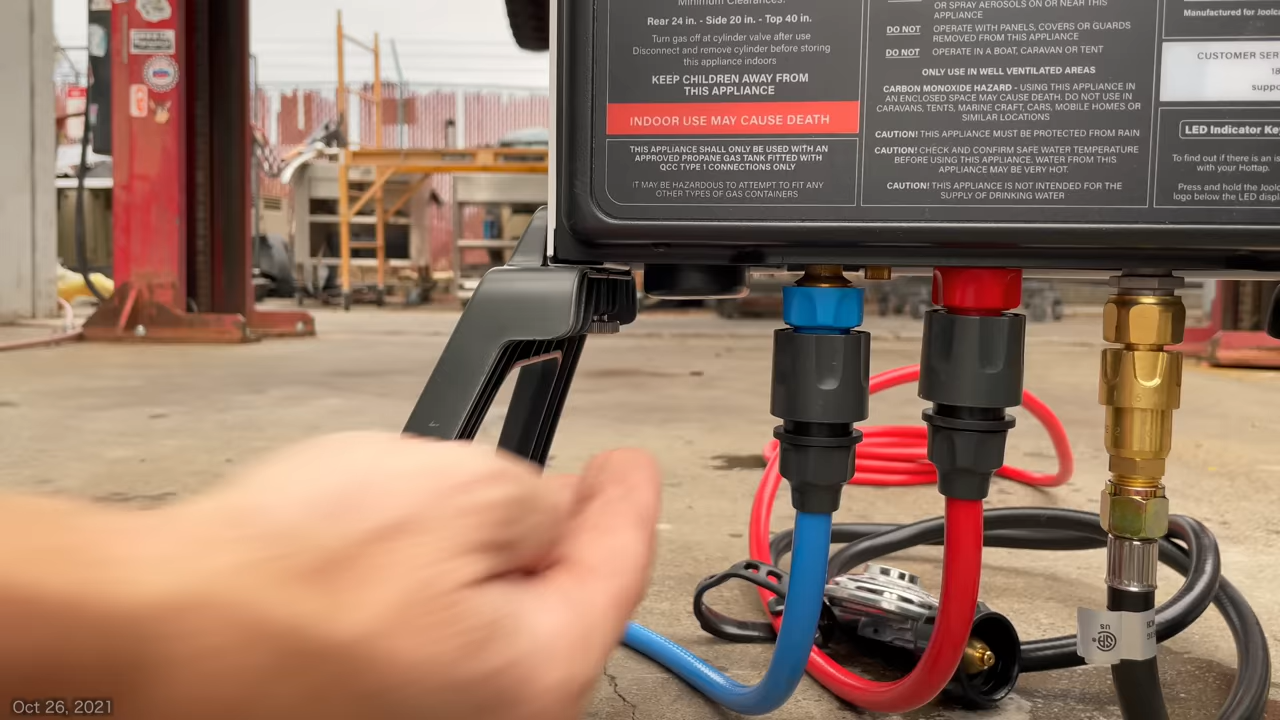 Minimum Clearances:
Rear 24 in. - Side 20 in. - Top 40 in.
Turn gas off at cylinder valve after use
Disconnect and remove cylinder before storing
this appliance indoors
KEEP CHILDREN AWAY FROM
THIS APPLIANCE
INDOOR USE MAY CAUSE DEATH
THIS APPLIANCE SHALL ONLY BE USED WITH AN
APPROVED PROPANE GAS TANK FITTED WITH
QCC TYPE 1 CONNECTIONS ONLY
IT MAY BE HAZARDOUS TO ATTEMPT TO FIT ANY
OTHER TYPES OF GAS CONTAINERS
OR SPRAY AEROSOLS ON OR NEAR THIS
APPLIANCE
DO NOT OPERATE WITH PANELS, COVERS OR GUARDS
REMOVED FROM THIS APPLIANCE
DO NOT OPERATE IN A BOAT, CARAVAN OR TENT
ONLY USE IN WELL VENTILATED AREAS
CARBON MONOXIDE HAZARD - USING THIS APPLIANCE IN
AN ENCLOSED SPACE MAY CAUSE DEATH. DO NOT USE IN
CARAVANS, TENTS, MARINE CRAFT, CARS, MOBILE HOMES OR
SIMILAR LOCATIONS
CAUTION! THIS APPLIANCE MUST BE PROTECTED FROM RAIN
CAUTION! CHECK AND CONFIRM SAFE WATER TEMPERATURE
BEFORE USING THIS APPLIANCE. WATER FROM THIS
APPLIANCE MAY BE VERY HOT.
CAUTION! THIS APPLIANCE IS NOT INTENDED FOR THE
SUPPLY OF DRINKING WATER
Manufactured for Joolc
CUSTOMER SER
18
suppo
LED Indicator Ke
To find out if there is an is
with your Hottap.
Press and hold the Joolc
logo below the LED displ
US
Oct 26, 2021